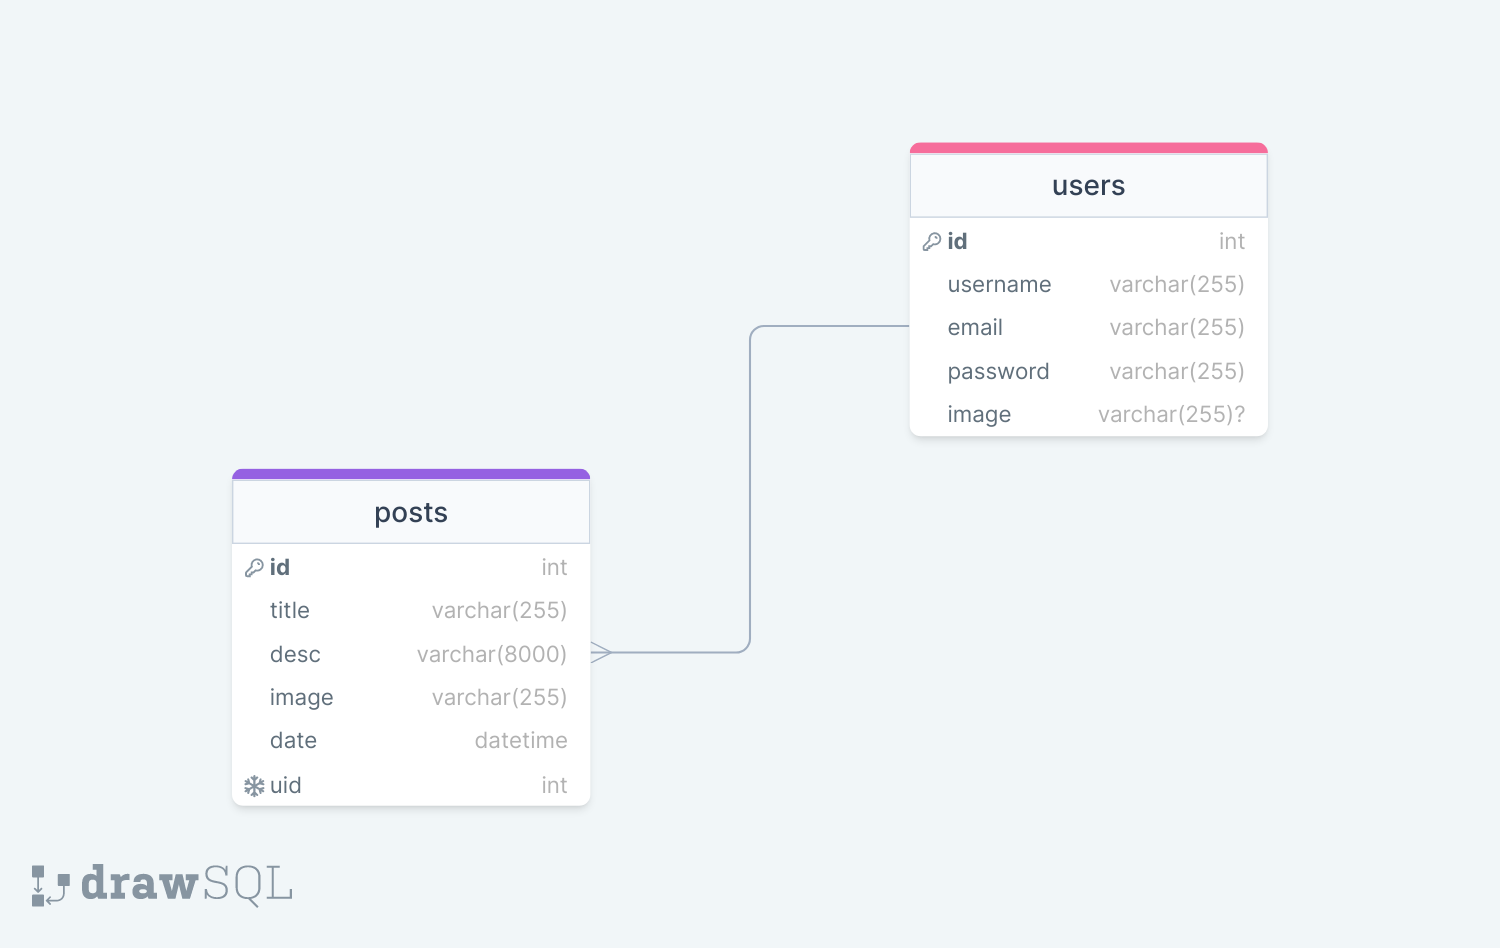 users
id int
username varchar(255)
email varchar(255)
password varchar(255)
image varchar(255)?
posts
id int
title varchar(255)
desc varchar(8000)
image varchar(255)
date datetime
uid int
drawSQL